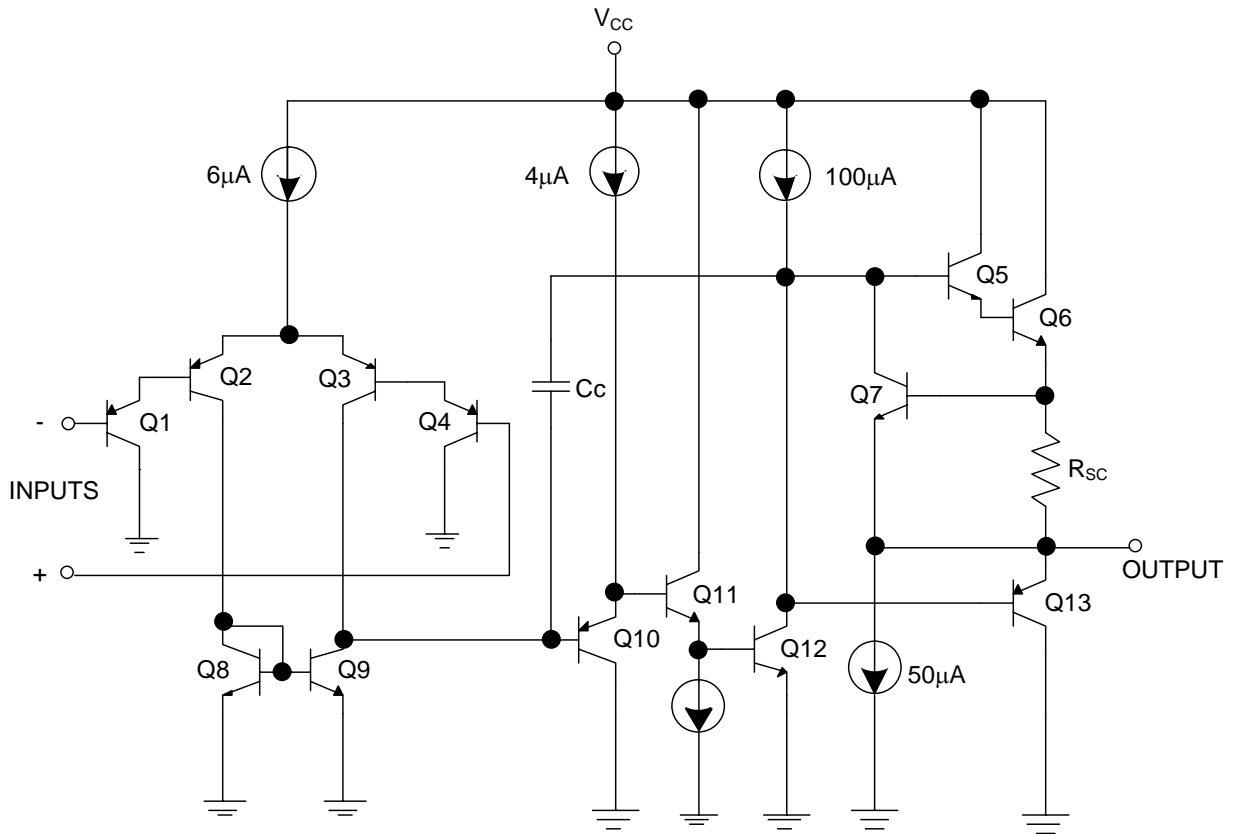 VCC
6µA
4µA
100µA
Q5
Q6
Q2
Q3
Cc
Q7
-
Q1
Q4
RSC
INPUTS
+
OUTPUT
Q11
Q13
Q10
Q12
Q8
Q9
50µA